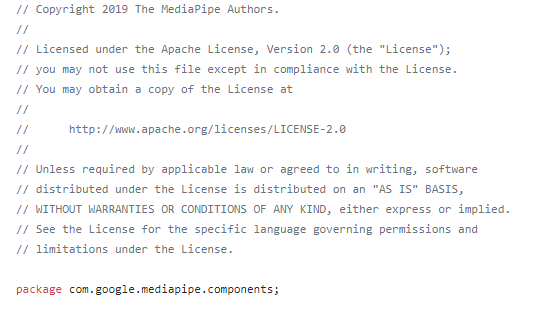 // Copyright 2019 The MediaPipe Authors.
//
// Licensed under the Apache License, Version 2.0 (the "License");
// you may not use this file except in compliance with the License.
// You may obtain a copy of the License at
//
//      http://www.apache.org/licenses/LICENSE-2.0
//
// Unless required by applicable law or agreed to in writing, software
// distributed under the License is distributed on an "AS IS" BASIS,
// WITHOUT WARRANTIES OR CONDITIONS OF ANY KIND, either express or implied.
// See the License for the specific language governing permissions and
// limitations under the License.
package com.google.mediapipe.components;